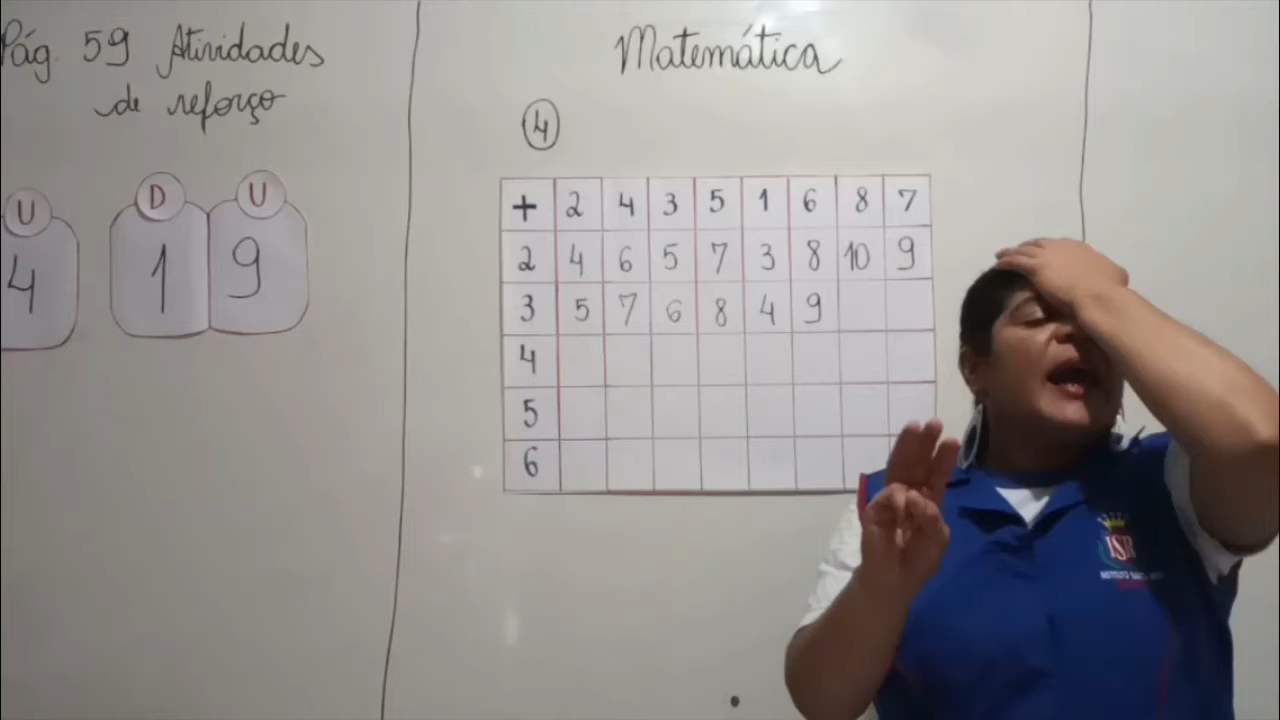 Pág. 59 Atividades
de reforço
U
4
D U
1 9
Matemática
4
+ 2 4 3 5 1 6 8 7
2 4 6 5 7 3 8 10 9
3 5 7 6 8 4 9
4
5
6
ISR